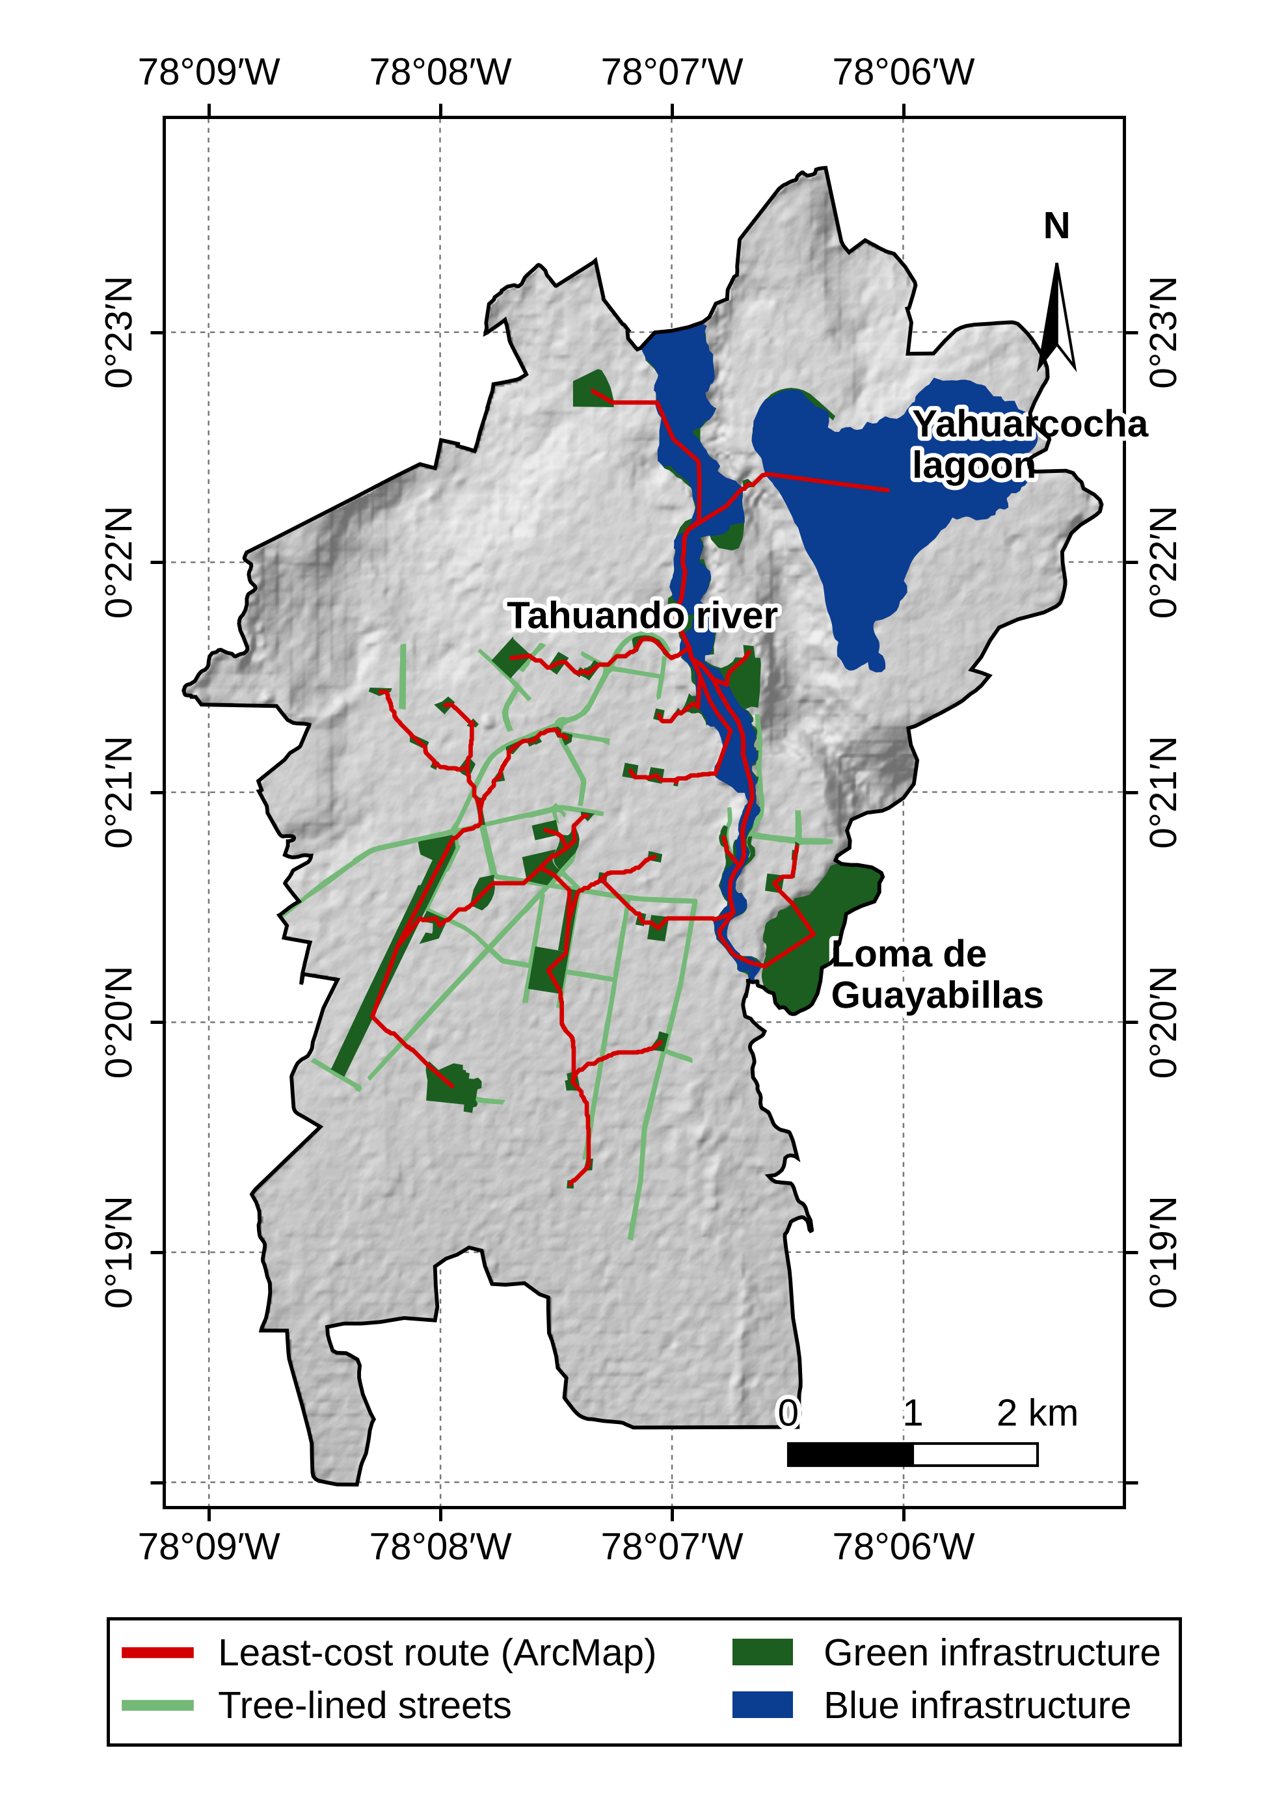 78°09′W 78°08′W 78°07′W 78°06′W
N
0°23′N 0°23′N
Yahuarcocha
lagoon
0°22′N 0°22′N
Tahuando river
0°21′N 0°21′N
Loma de
Guayabillas
0°20′N 0°20′N
0°19′N 0°19′N
0 1 2 km
78°09′W 78°08′W 78°07′W 78°06′W
Least-cost route (ArcMap) Green infrastructure
Tree-lined streets Blue infrastructure